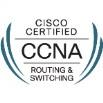 CISCO
CERTIFIED
CCNA
ROUTING &
SWITCHING